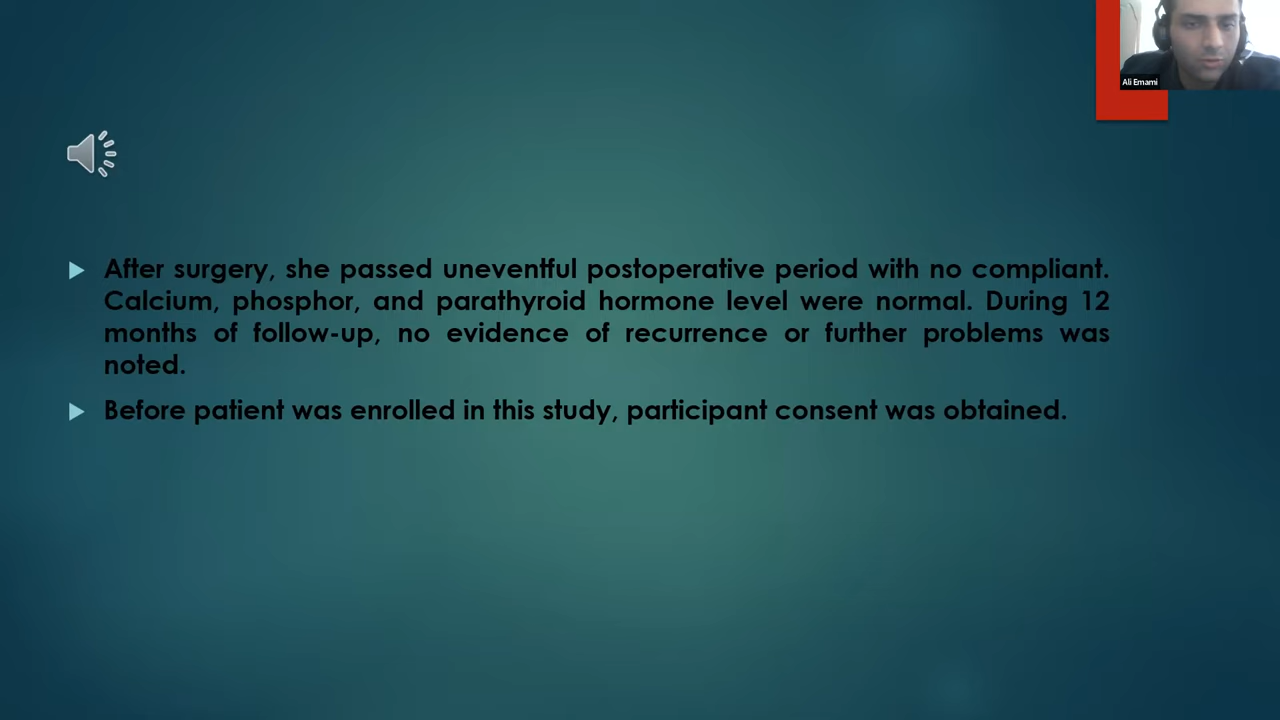 Ali Emami
After surgery, she passed uneventful postoperative period with no compliant.
Calcium, phosphor, and parathyroid hormone level were normal. During 12
months of follow-up, no evidence of recurrence or further problems was
noted.
Before patient was enrolled in this study, participant consent was obtained.